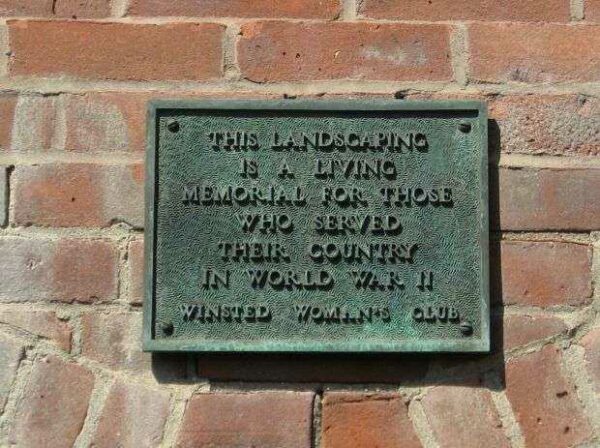 THIS LANDSCAPING
IS A LIVING
MEMORIAL FOR THOSE
WHO SERVED
THEIR COUNTRY
IN WORLD WAR II
WINSTED WOMAN'S CLUB